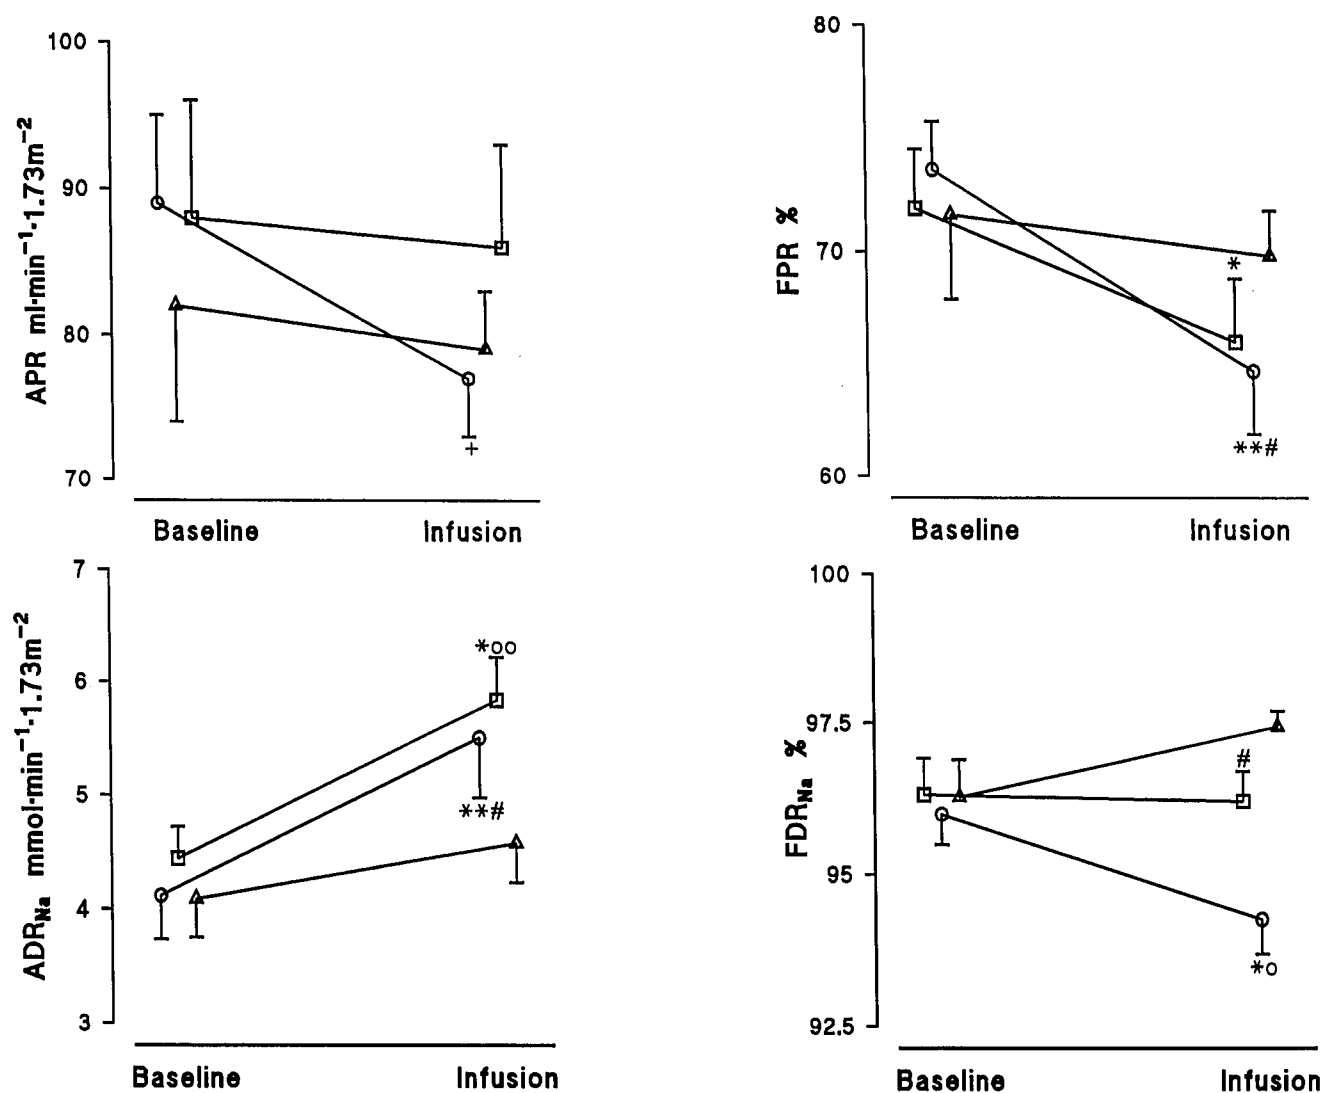 100
90
80
70
APR ml·min⁻¹·1.73m⁻²
+
Baseline Infusion
80
70
60
FPR %
*
**#
Baseline Infusion
7
6
5
4
3
ADRNa mmol·min⁻¹·1.73m⁻²
*oo
**#
Baseline Infusion
100
97.5
95
92.5
FDRNa %
#
*o
Baseline Infusion